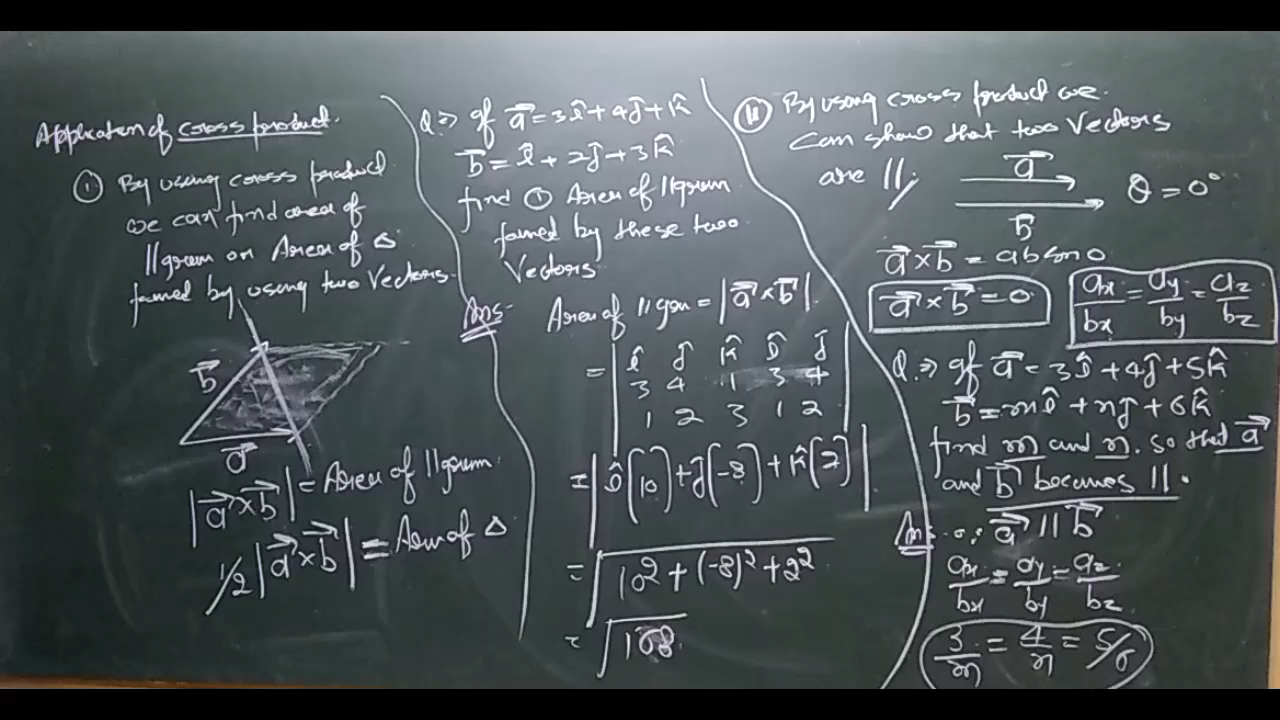 Application of cross product.
① By using cross product
we can find area of
||gram or Area of Δ
formed by using two Vectors.
b⃗
a⃗
|a⃗×b⃗| = Area of ||gram.
1/2 |a⃗×b⃗| = Area of Δ
Q.⇒ If a⃗ = 3î + 4ĵ + k̂
b⃗ = î + 2ĵ + 3k̂
find ① Area of ||gram
formed by these two
Vectors.
Ans. Area of ||gm = |a⃗×b⃗|
= | î ĵ k̂ î ĵ
3 4 1 3 4
1 2 3 1 2 |
= | î(10) + ĵ(-8) + k̂(2) |
= √10² + (-8)² + 2²
= √168
⑪ By using cross product we
can show that two Vectors
are ||.
a⃗
b⃗
θ = 0°
a⃗×b⃗ = ab sin0
a⃗×b⃗ = 0
ax/bx = ay/by = az/bz
Q.⇒ If a⃗ = 3î + 4ĵ + 5k̂
b⃗ = mî + nĵ + 6k̂
find m and n. so that a⃗
and b⃗ becomes ||.
Ans. ∵ a⃗ || b⃗
ax/bx = ay/by = az/bz
3/m = 4/n = 5/6